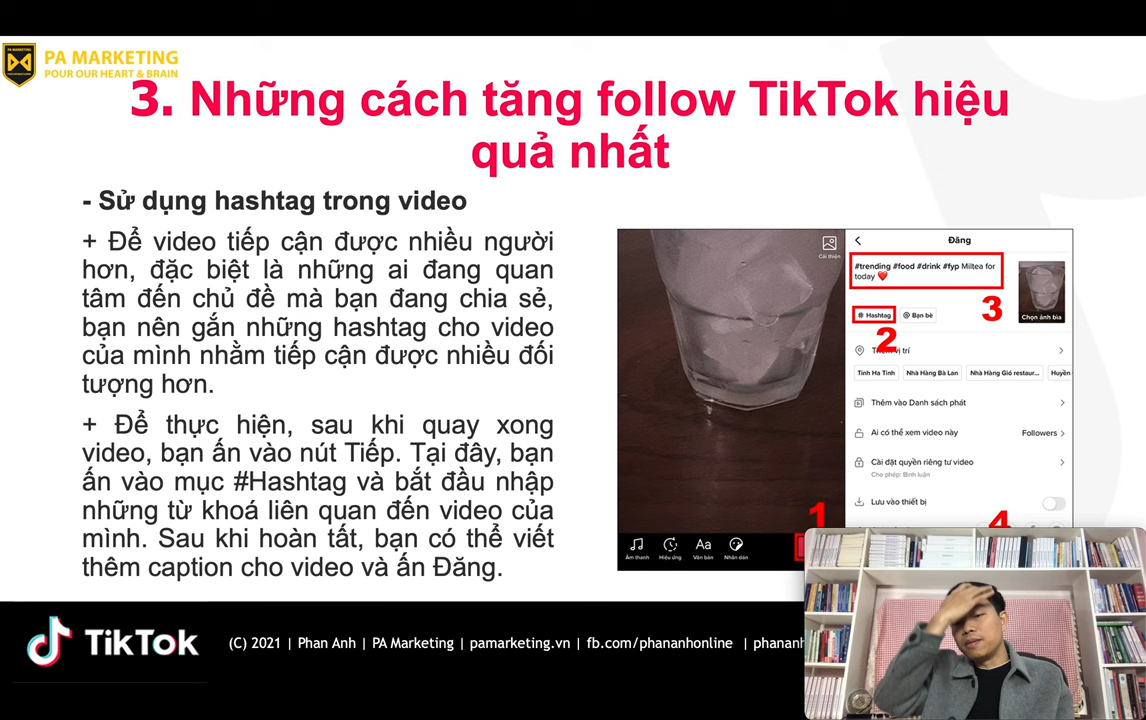 PA MARKETING
POUR OUR HEART & BRAIN
3. Những cách tăng follow TikTok hiệu
quả nhất
- Sử dụng hashtag trong video
+ Để video tiếp cận được nhiều người
hơn, đặc biệt là những ai đang quan
tâm đến chủ đề mà bạn đang chia sẻ,
bạn nên gắn những hashtag cho video
của mình nhằm tiếp cận được nhiều đối
tượng hơn.
+ Để thực hiện, sau khi quay xong
video, bạn ấn vào nút Tiếp. Tại đây, bạn
ấn vào mục #Hashtag và bắt đầu nhập
những từ khoá liên quan đến video của
mình. Sau khi hoàn tất, bạn có thể viết
thêm caption cho video và ấn Đăng.
Cải thiện
1
Âm thanh Hiệu ứng Văn bản Nhãn dán
Đăng
#trending #food #drink #fyp Miltea for
today ❤️
Chọn ảnh bìa
3
# Hashtag @ Bạn bè
2
Thêm vị trí
Tỉnh Hà Tĩnh Nhà Hàng Bà Lan Nhà Hàng Gió restaur... Huyện
Thêm vào Danh sách phát
Ai có thể xem video này Followers
Cài đặt quyền riêng tư video
Cho phép: Bình luận
Lưu vào thiết bị
4
TikTok
(C) 2021 | Phan Anh | PA Marketing | pamarketing.vn | fb.com/phananhonline | phananh